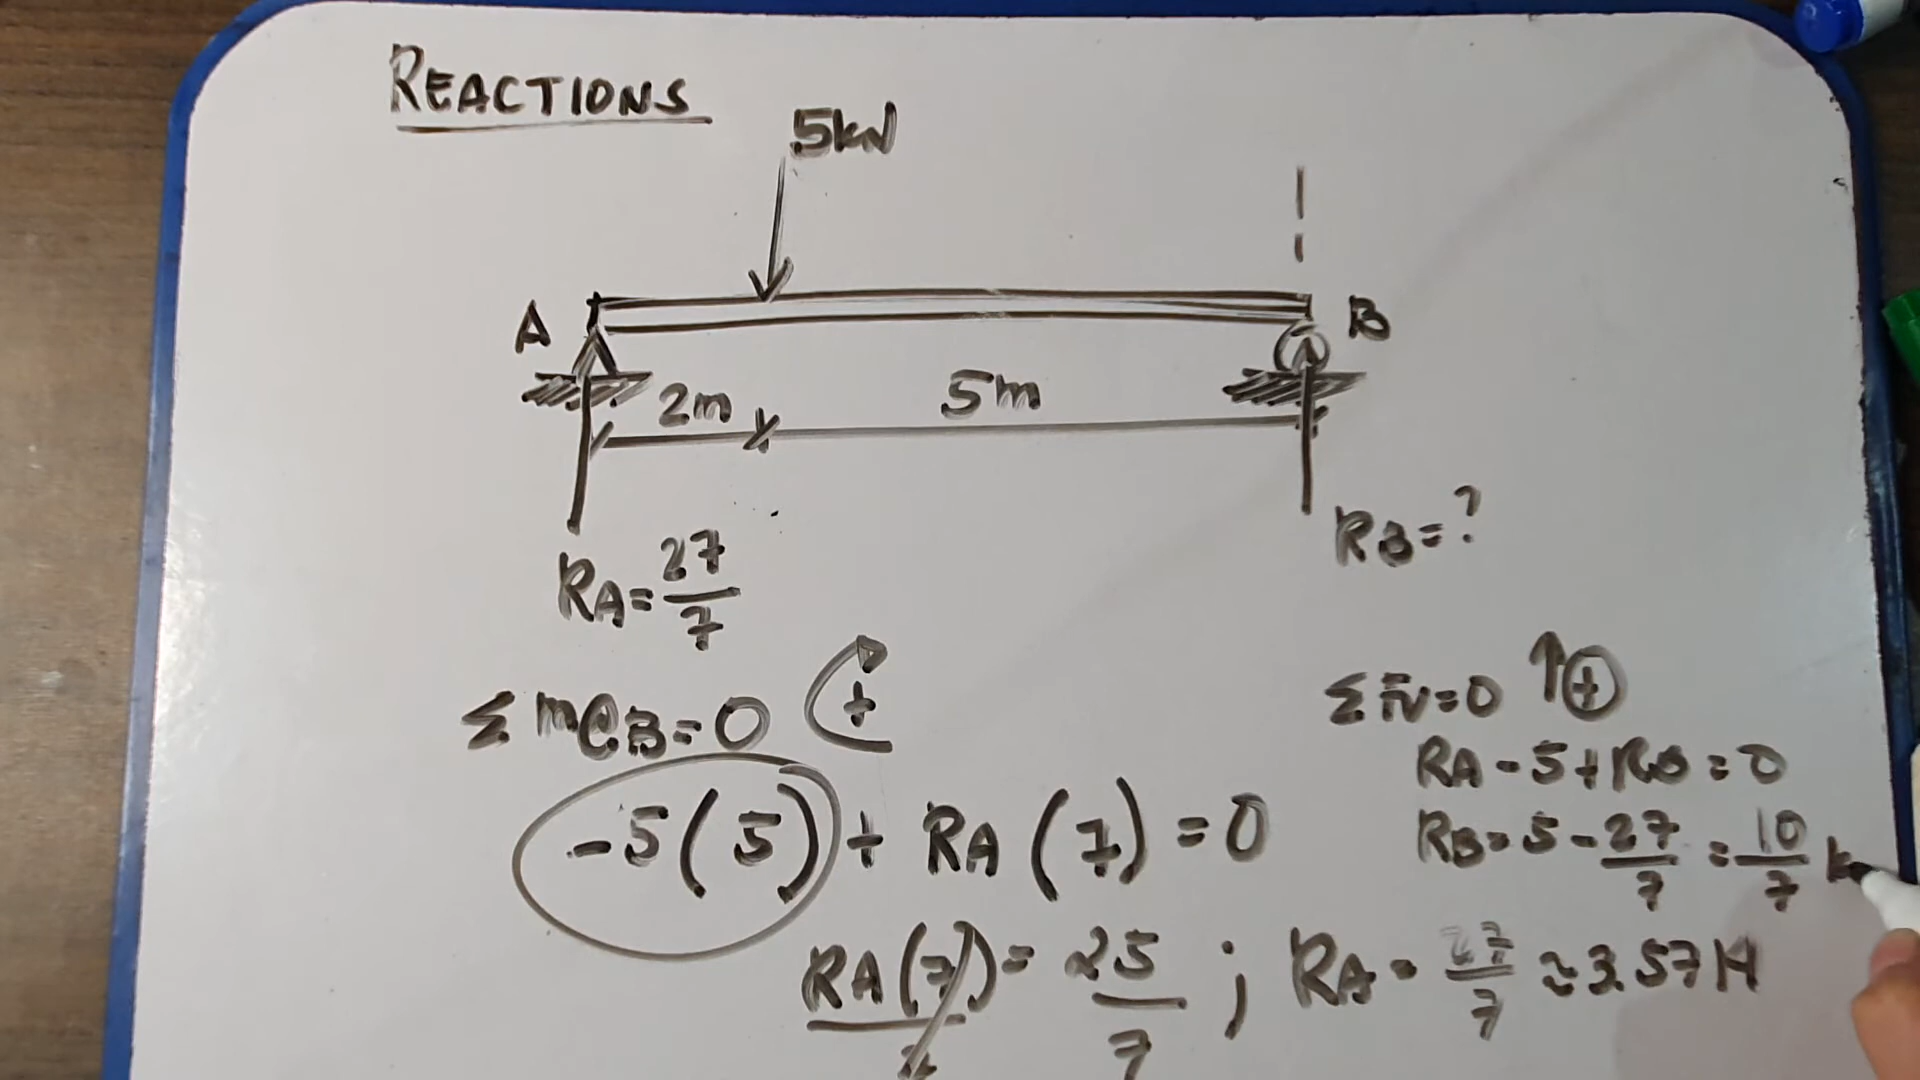 REACTIONS
5kN
A
B
2m
5m
RA=27/7
RB=?
Σm@B=0 +
ΣFv=0 ↑⊕
RA-5+RB=0
-5(5)+RA(7)=0
RB=5-27/7=10/7 k
RA(7)/7=25/7; RA=27/7≈3.57